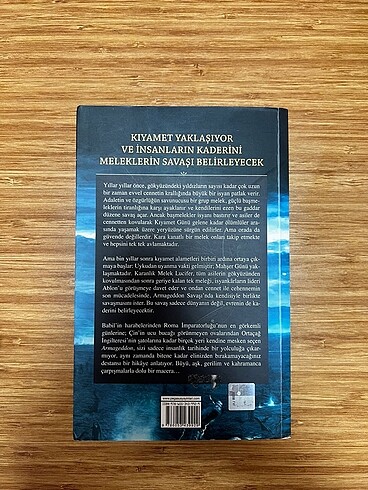 KIYAMET YAKLAŞIYOR
VE İNSANLARIN KADERİNİ
MELEKLERİN SAVAŞI BELİRLEYECEK
Yıllar yıllar önce, gökyüzündeki yıldızların sayısı kadar çok uzun
bir zaman evvel cennetin krallığında büyük bir isyan patlak verir.
Adaletin ve özgürlüğün savunucusu bir grup melek, güçlü başme-
leklerin tiranlığına karşı ayaklanır ve kendilerini ezen bu gaddar
düzene savaş açar. Ancak başmelekler isyanı bastırır ve asiler de
cennetten kovularak Kıyamet Günü gelene kadar ölümlüler ara-
sında yaşamak üzere yeryüzüne sürgün edilirler. Ama orada da
güvende değillerdir. Kara kanatlı bir melek onları takip etmekte
ve hepsini tek tek avlamaktadır.
Ama bin yıllar sonra kıyamet alametleri birbiri ardına ortaya çık-
maya başlar: Uykudan uyanma vakti gelmiştir; Mahşer Günü yak-
laşmaktadır. Karanlık Melek Lucifer, tüm asilerin gökyüzünden
kovulmasından sonra geriye kalan tek meleği, isyankârların lideri
Ablon'u görüşmeye davet eder ve ondan cennet ile cehennemin
son mücadelesinde, Armageddon Savaşı'nda kendisiyle birlikte
savaşmasını ister. Bu savaş sadece dünyanın değil, evrenin de ka-
derini belirleyecektir.
Babil'in harabelerinden Roma İmparatorluğu'nun en görkemli
günlerine; Çin'in ucu bucağı görünmeyen ovalarından Ortaçağ
İngilteresi'nin şatolarına kadar birçok yeri kendine mesken seçen
Armageddon, sizi sadece insanlık tarihinde bir yolculuğa çıkar-
mıyor, aynı zamanda bitene kadar elinizden bırakamayacağınız
destansı bir hikâye anlatıyor. Büyü, aşk, gerilim ve kahramanca
çarpışmalarla dolu bir macera...
www.pegasusyayinlari.com